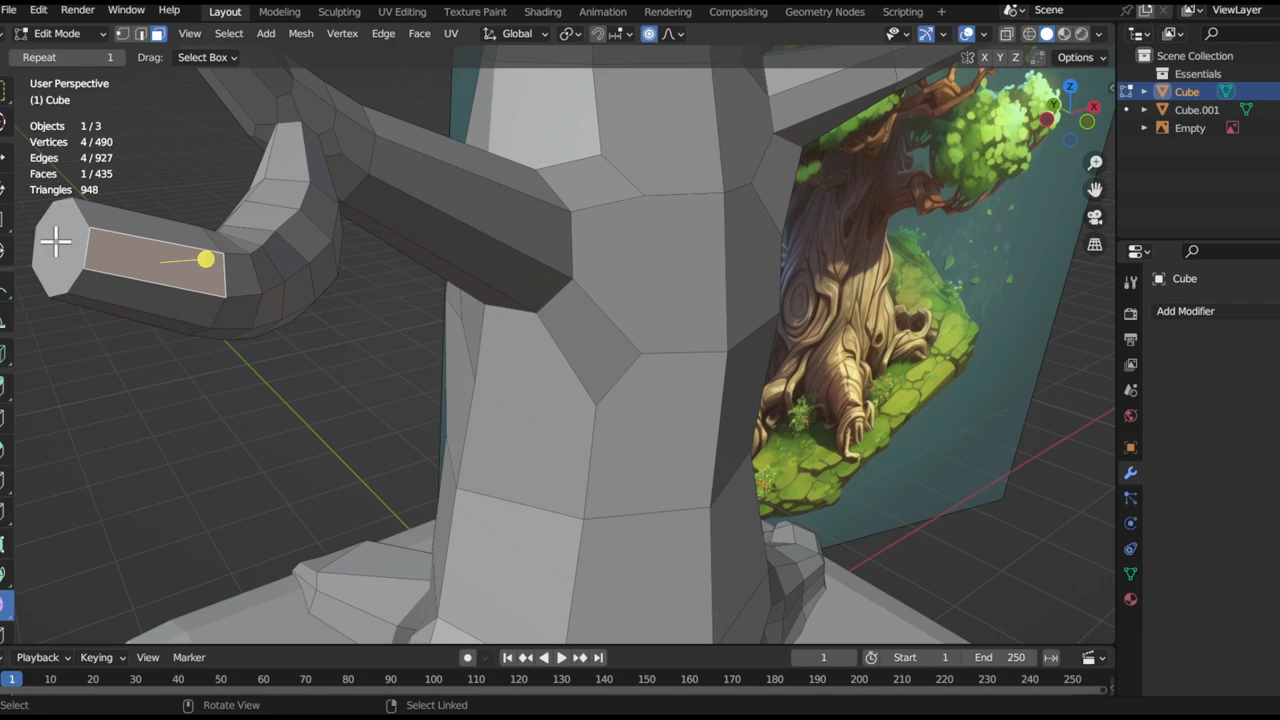 File Edit Render Window Help Layout Modeling Sculpting UV Editing Texture Paint Shading Animation Rendering Compositing Geometry Nodes Scripting + Scene ViewLayer
Edit Mode View Select Add Mesh Vertex Edge Face UV Global
Repeat 1 Drag: Select Box X Y Z Options
User Perspective
(1) Cube
Objects 1 / 3
Vertices 4 / 490
Edges 4 / 927
Faces 1 / 435
Triangles 948
Z
Y
X
Scene Collection
Essentials
Cube
Cube.001
Empty
Cube
Add Modifier
Playback Keying View Marker 1 Start 1 End 250
1 10 20 30 40 50 60 70 80 90 100 110 120 130 140 150 160 170 180 190 200 210 220 230 240 250
Select Rotate View Select Linked